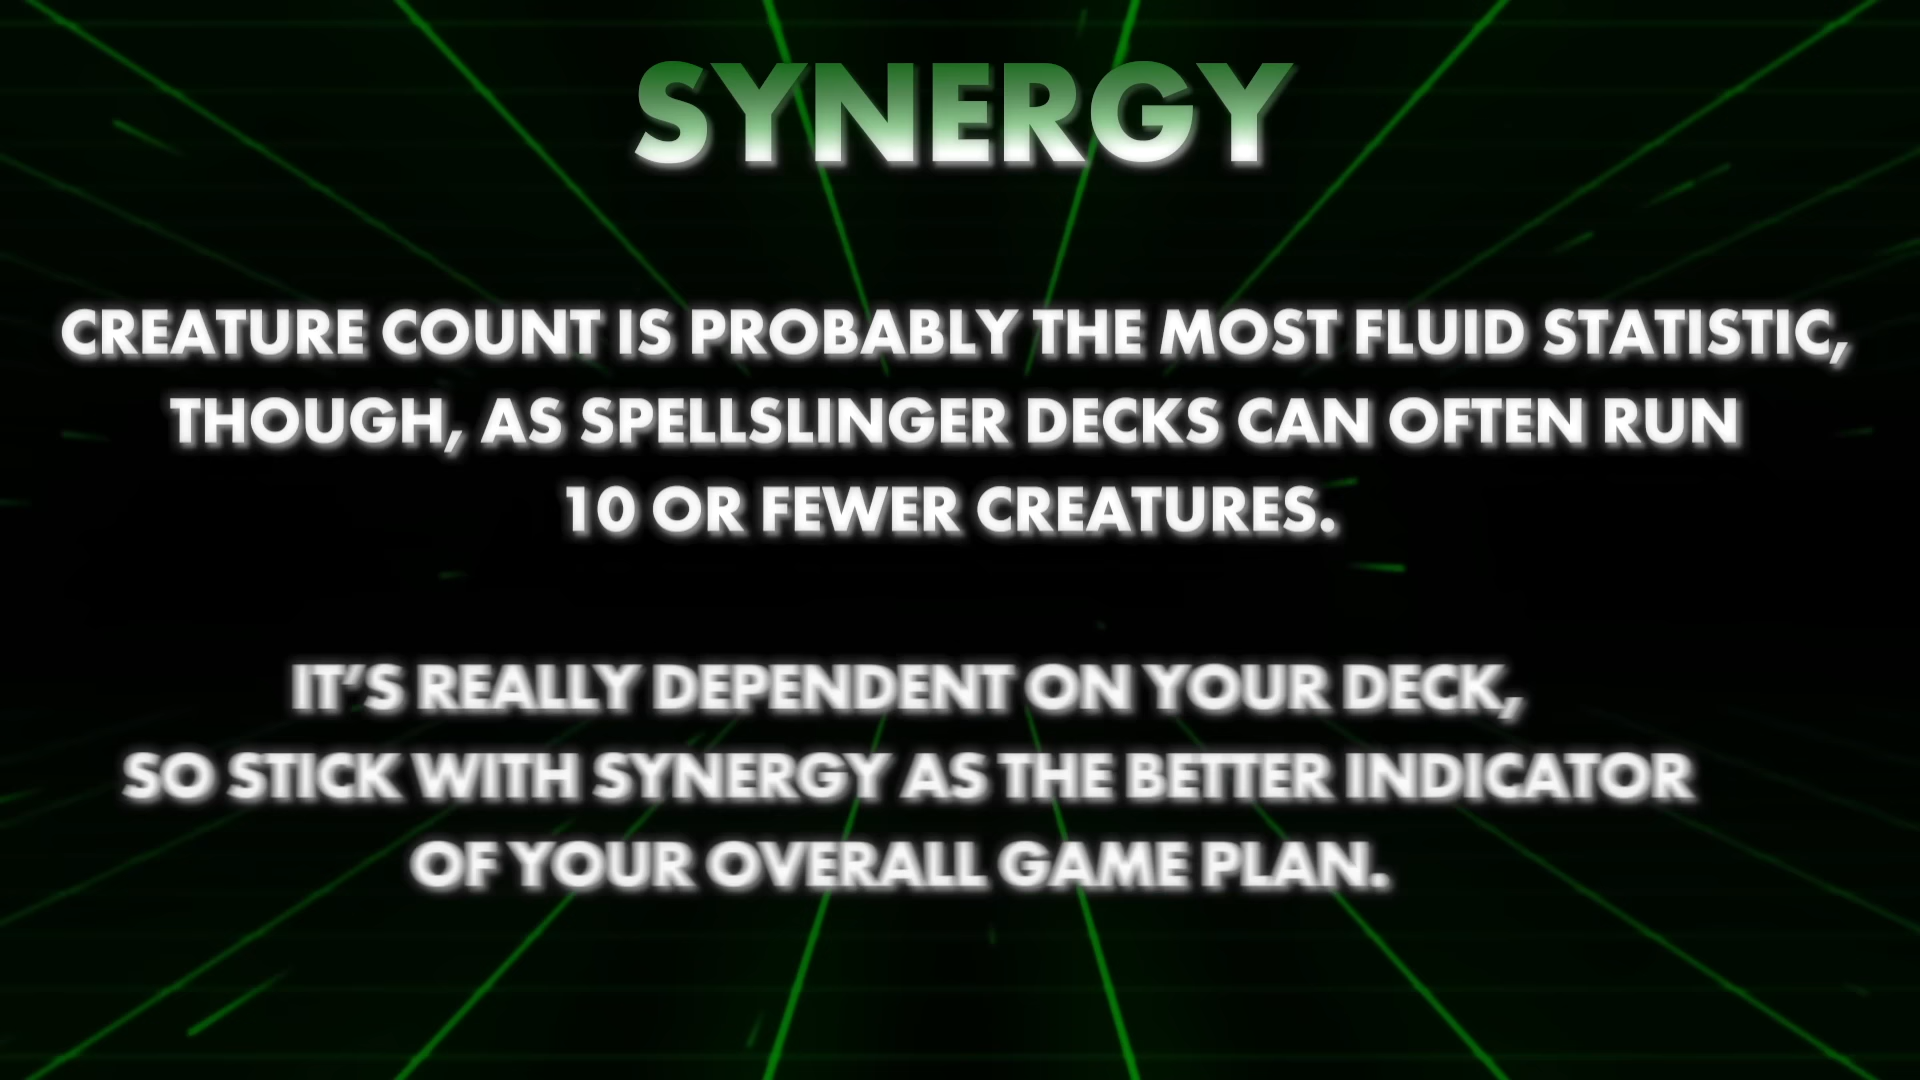 SYNERGY
CREATURE COUNT IS PROBABLY THE MOST FLUID STATISTIC,
THOUGH, AS SPELLSLINGER DECKS CAN OFTEN RUN
10 OR FEWER CREATURES.
IT'S REALLY DEPENDENT ON YOUR DECK,
SO STICK WITH SYNERGY AS THE BETTER INDICATOR
OF YOUR OVERALL GAME PLAN.